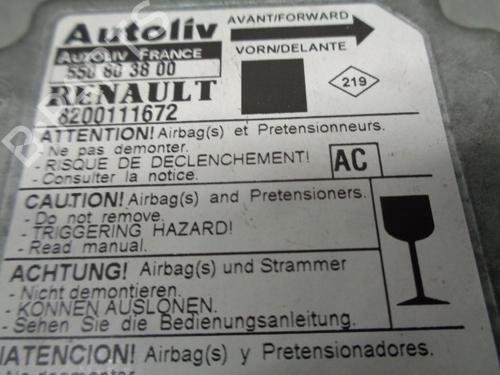 Autoliv
AVANT/FORWARD
AUTOLIV FRANCE
VORN/DELANTE
550 80 38 00
RENAULT
8200111672
219
ATTENTION! Airbag(s) et Pretensionneurs.
- Ne pas demonter.
- RISQUE DE DECLENCHEMENT!
- Consulter la notice.
AC
CAUTION! Airbag(s) and Pretensioners.
- Do not remove.
- TRIGGERING HAZARD!
- Read manual.
ACHTUNG! Airbag(s) und Strammer
- Nicht demontieren.
- KONNEN AUSLONEN.
- Sehen Sie die Bedienungsanleitung.
¡ATENCION! Airbag(s) y Pretensionadores.
- No desmonter